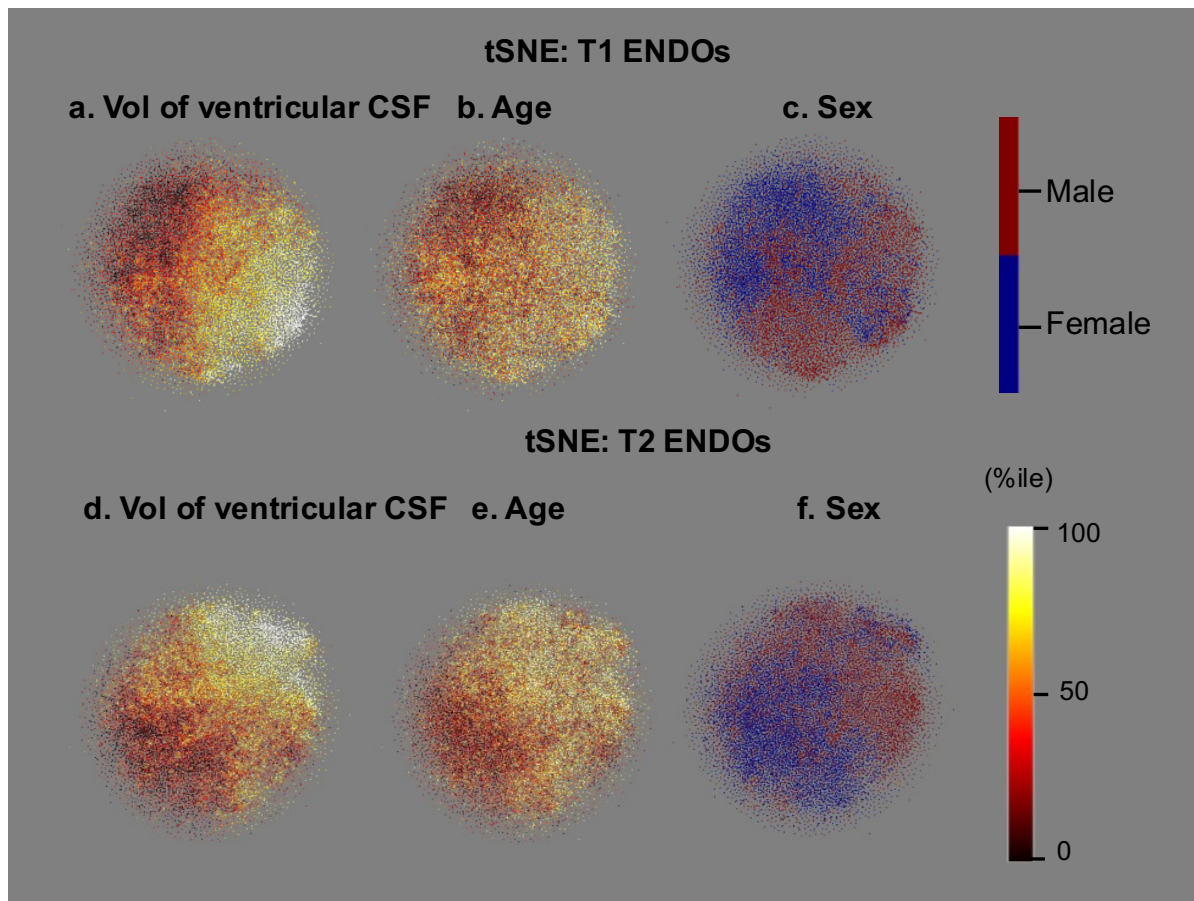 tSNE: T1 ENDOs
a. Vol of ventricular CSF b. Age c. Sex
Male
Female
tSNE: T2 ENDOs
(%ile)
d. Vol of ventricular CSF e. Age f. Sex
100
50
0